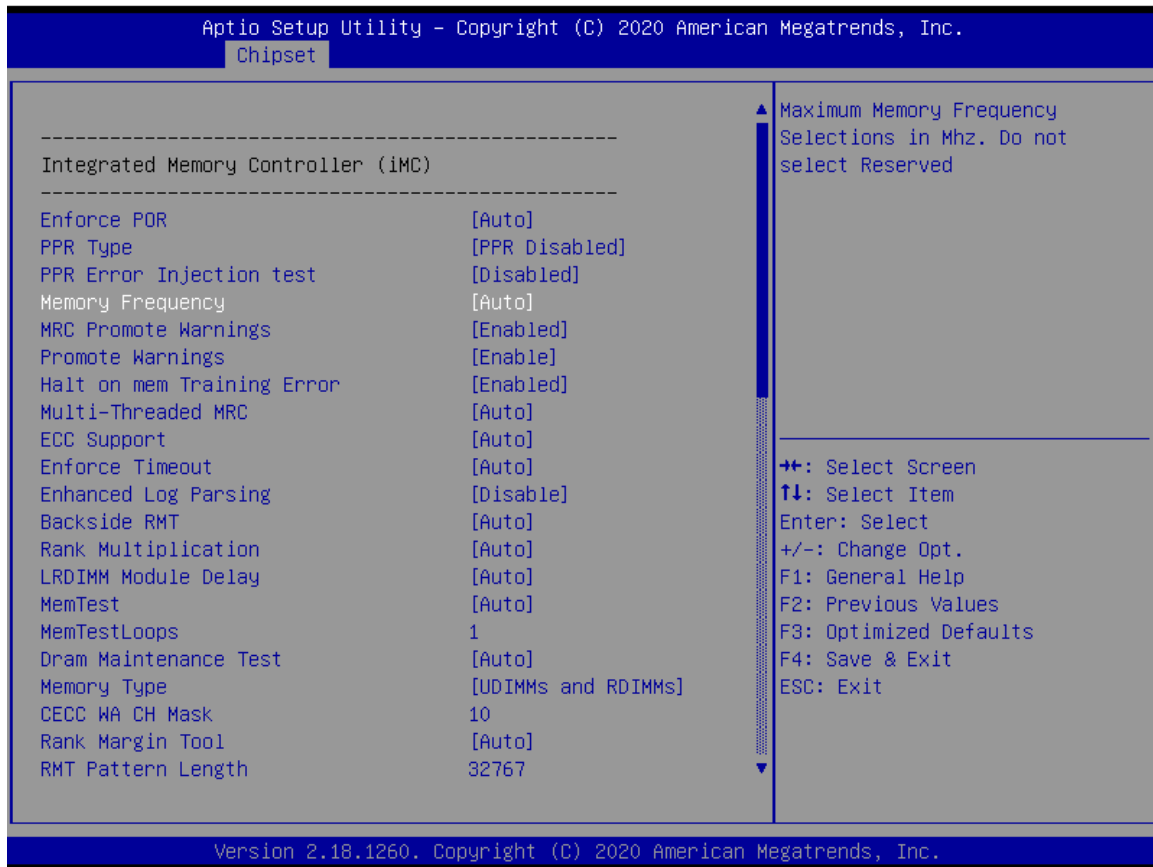 Aptio Setup Utility – Copyright (C) 2020 American Megatrends, Inc.
Chipset
------------------------------------------------
Integrated Memory Controller (iMC)
------------------------------------------------
Enforce POR [Auto]
PPR Type [PPR Disabled]
PPR Error Injection test [Disabled]
Memory Frequency [Auto]
MRC Promote Warnings [Enabled]
Promote Warnings [Enable]
Halt on mem Training Error [Enabled]
Multi-Threaded MRC [Auto]
ECC Support [Auto]
Enforce Timeout [Auto]
Enhanced Log Parsing [Disable]
Backside RMT [Auto]
Rank Multiplication [Auto]
LRDIMM Module Delay [Auto]
MemTest [Auto]
MemTestLoops 1
Dram Maintenance Test [Auto]
Memory Type [UDIMMs and RDIMMs]
CECC WA CH Mask 10
Rank Margin Tool [Auto]
RMT Pattern Length 32767
Maximum Memory Frequency
Selections in Mhz. Do not
select Reserved
→←: Select Screen
↑↓: Select Item
Enter: Select
+/-: Change Opt.
F1: General Help
F2: Previous Values
F3: Optimized Defaults
F4: Save & Exit
ESC: Exit
Version 2.18.1260. Copyright (C) 2020 American Megatrends, Inc.